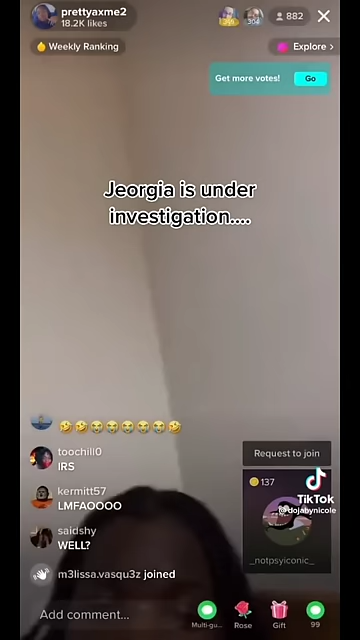 prettyaxme2
18.2K likes
882
Weekly Ranking
Explore >
Get more votes!
Go
Jeorgia is under
investigation....
🤣🤣😭😭😭😭😭🤣
toochill0
IRS
Request to join
kermitt57
LMFAOOOO
137
TikTok
@dojabynicole
saidshy
WELL?
_notpsyiconic_
m3lissa.vasqu3z joined
Add comment...
Multi-gu...
Rose
Gift
99